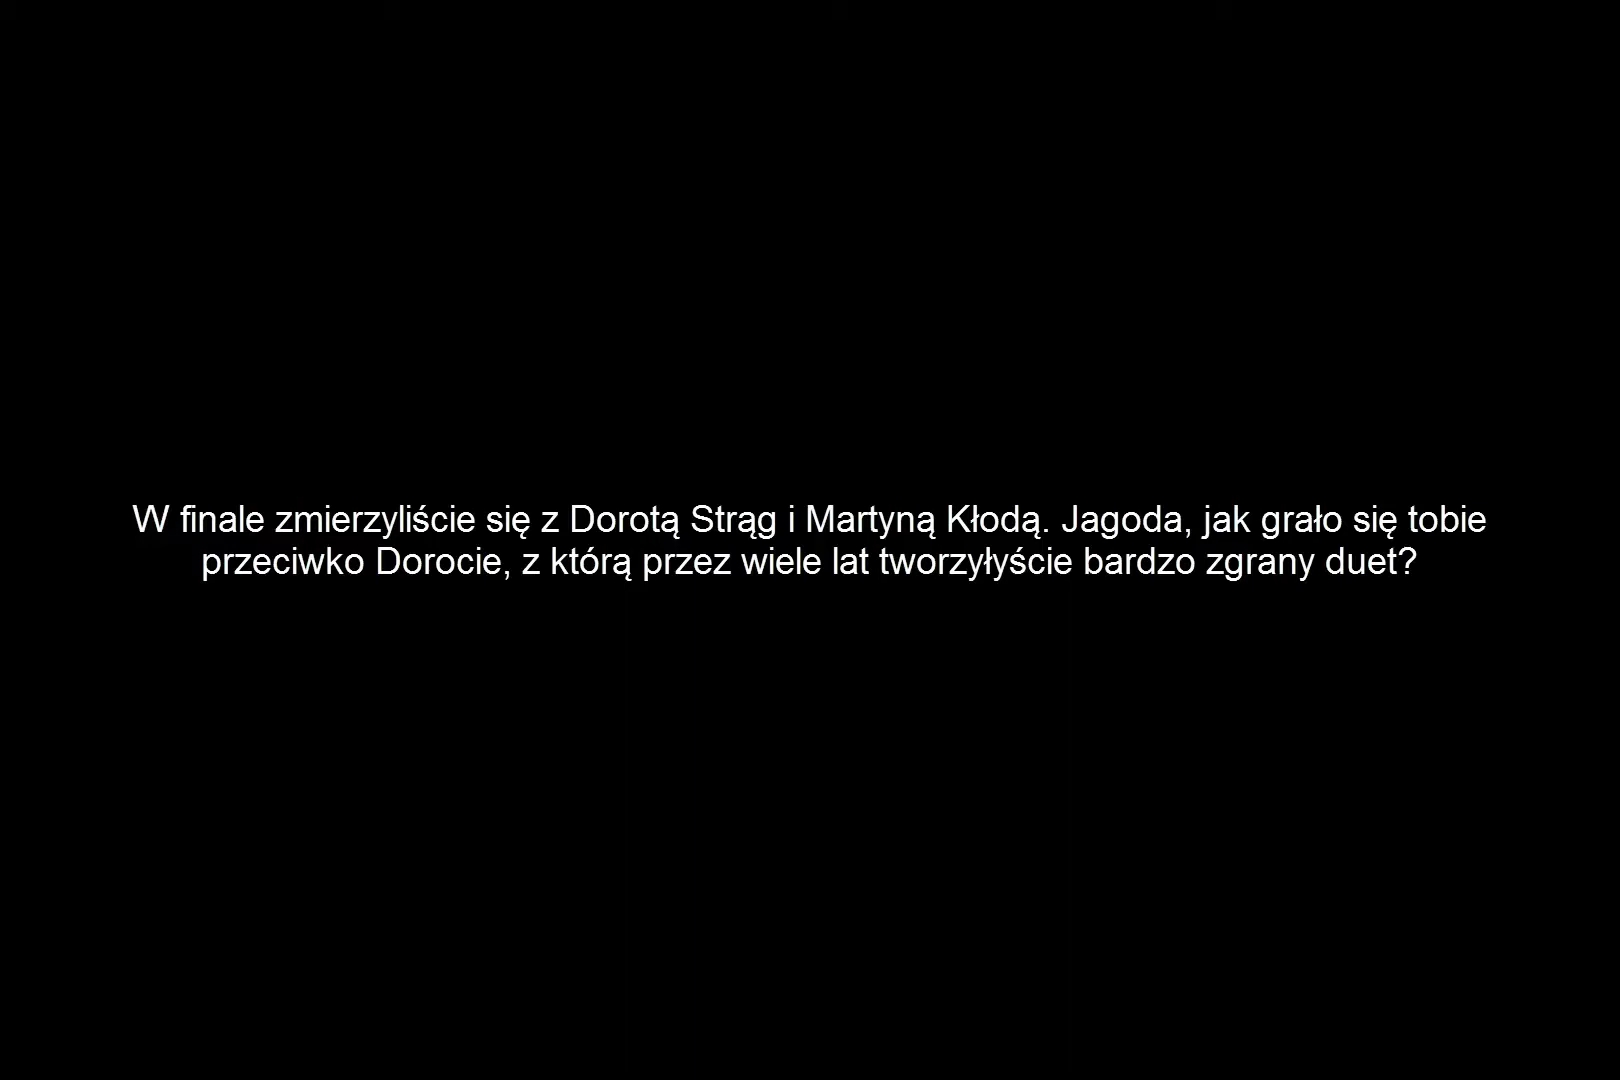 W finale zmierzyliście się z Dorotą Strąg i Martyną Kłodą. Jagoda, jak grało się tobie
przeciwko Dorocie, z którą przez wiele lat tworzyłyście bardzo zgrany duet?